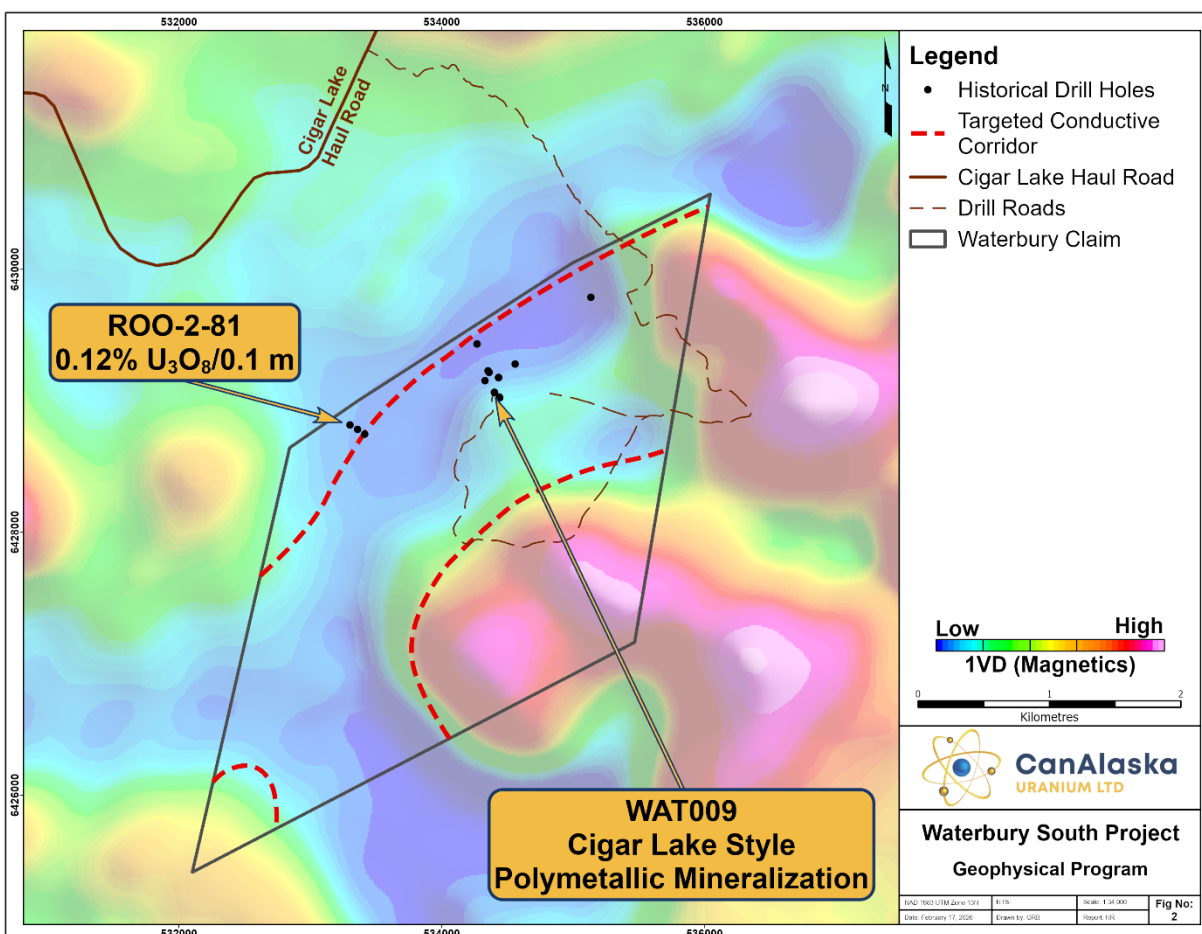 532000
534000
536000
6430000
6428000
6426000
Cigar Lake
Haul Road
ROO-2-81
0.12% U₃O₈/0.1 m
WAT009
Cigar Lake Style
Polymetallic Mineralization
N
Legend
Historical Drill Holes
Targeted Conductive
Corridor
Cigar Lake Haul Road
Drill Roads
Waterbury Claim
Low High
1VD (Magnetics)
0 1 2
Kilometres
CanAlaska
URANIUM LTD
Waterbury South Project
Geophysical Program
NAD 1983 UTM Zone 13N
NTS:
Scale: 1:34,000
Fig No:
2
Date: February 17, 2026
Drawn by: GRB
Report: NR
532000
534000
536000